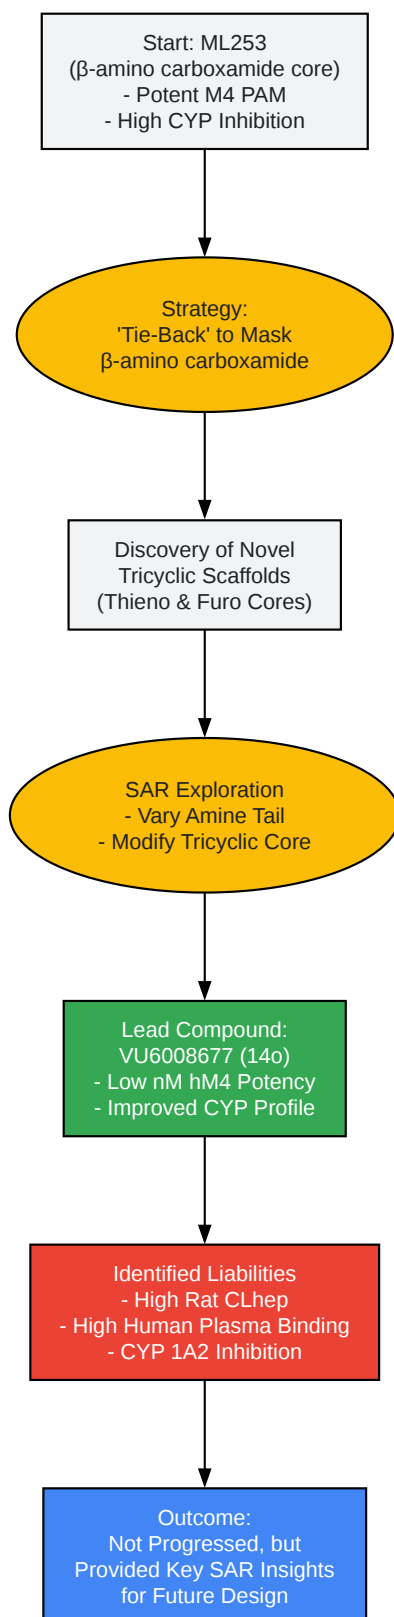 Start: ML253
(β-amino carboxamide core)
- Potent M4 PAM
- High CYP Inhibition
Strategy:
'Tie-Back' to Mask
β-amino carboxamide
Discovery of Novel
Tricyclic Scaffolds
(Thieno & Furo Cores)
SAR Exploration
- Vary Amine Tail
- Modify Tricyclic Core
Lead Compound:
VU6008677 (14o)
- Low nM hM4 Potency
- Improved CYP Profile
Identified Liabilities
- High Rat CLhep
- High Human Plasma Binding
- CYP 1A2 Inhibition
Outcome:
Not Progressed, but
Provided Key SAR Insights
for Future Design